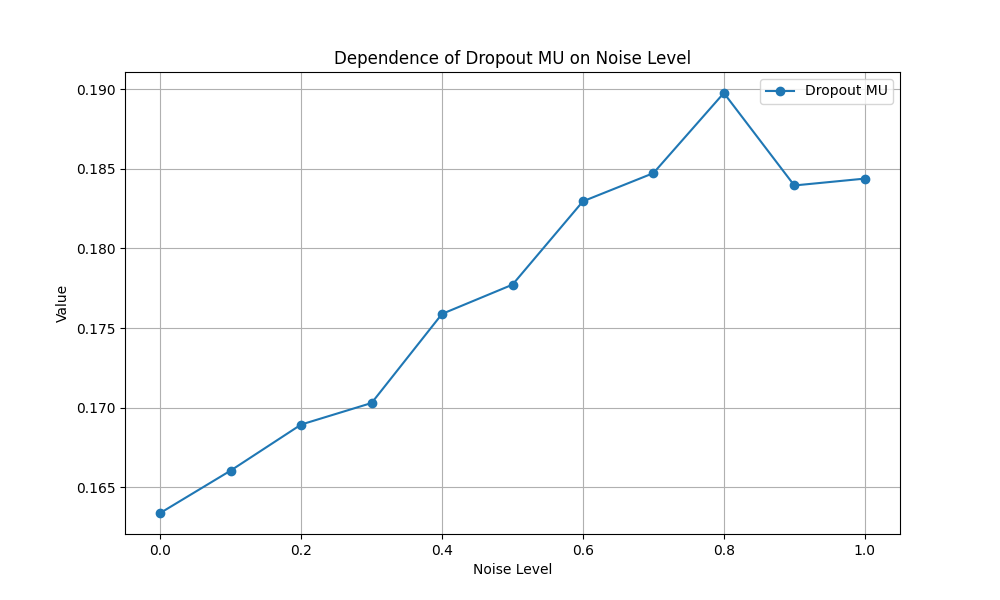 Dependence of Dropout MU on Noise Level
Dropout MU
0.190
0.185
0.180
0.175
0.170
0.165
Value
0.0 0.2 0.4 0.6 0.8 1.0
Noise Level